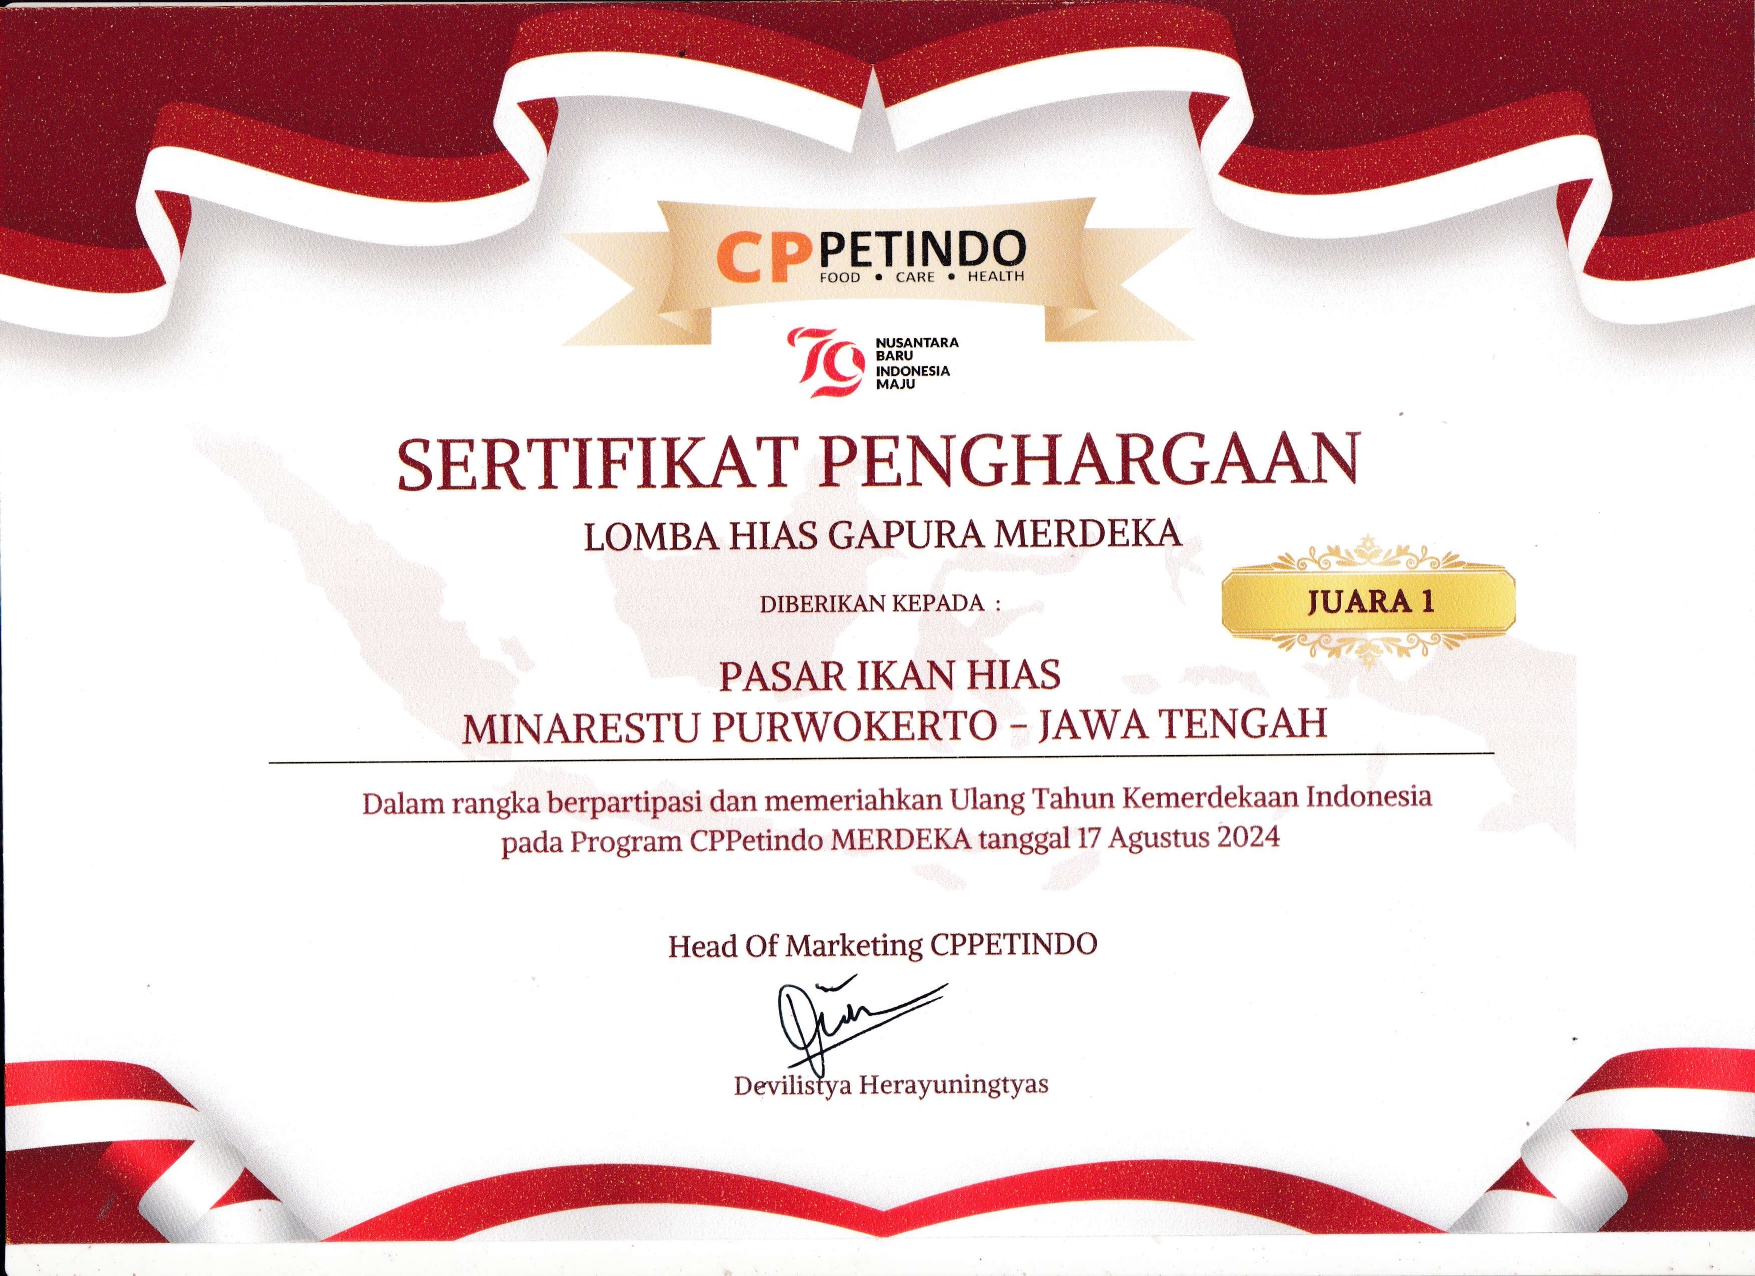 CPPETINDO
FOOD • CARE • HEALTH
79
NUSANTARA
BARU
INDONESIA
MAJU
SERTIFIKAT PENGHARGAAN
LOMBA HIAS GAPURA MERDEKA
JUARA 1
DIBERIKAN KEPADA :
PASAR IKAN HIAS
MINARESTU PURWOKERTO – JAWA TENGAH
Dalam rangka berpartipasi dan memeriahkan Ulang Tahun Kemerdekaan Indonesia
pada Program CPPetindo MERDEKA tanggal 17 Agustus 2024
Head Of Marketing CPPETINDO
Devilistya Herayuningtyas